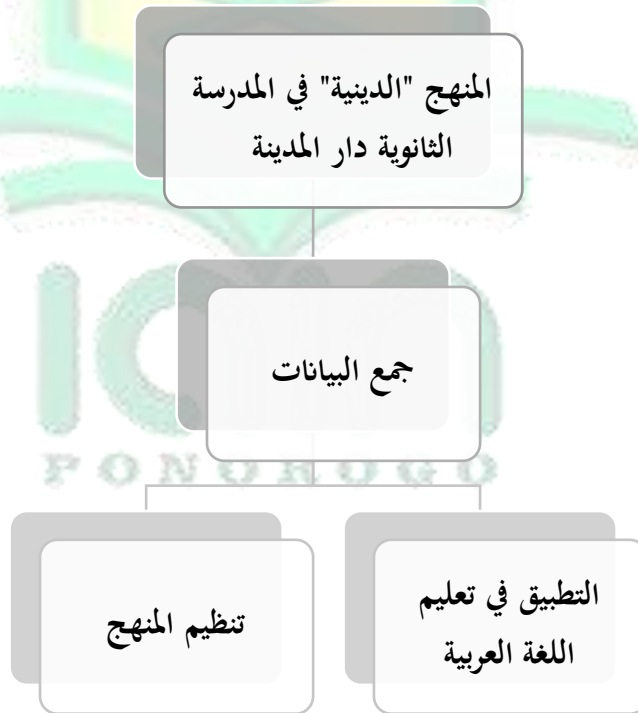 المنهج "الدينية" في المدرسة
الثانوية دار المدينة
جمع البيانات
التطبيق في تعليم
اللغة العربية
تنظيم المنهج
PONOROGO